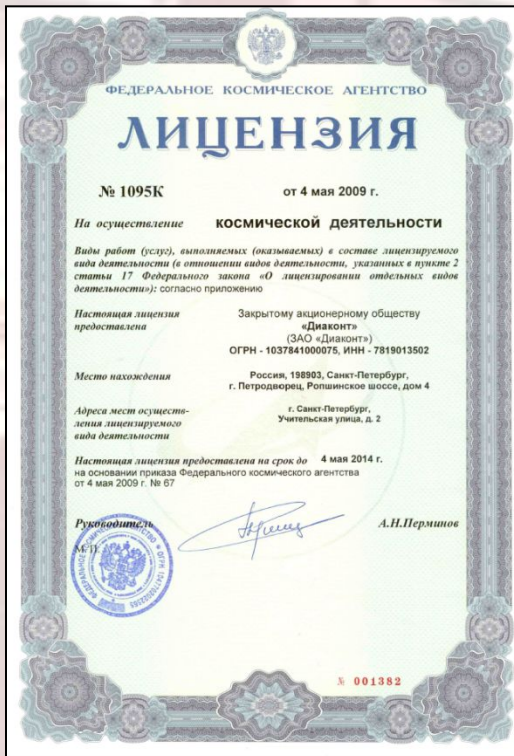 ФЕДЕРАЛЬНОЕ КОСМИЧЕСКОЕ АГЕНТСТВО
ЛИЦЕНЗИЯ
№ 1095К от 4 мая 2009 г.
На осуществление космической деятельности
Виды работ (услуг), выполняемых (оказываемых) в составе лицензируемого
вида деятельности (в отношении видов деятельности, указанных в пункте 2
статьи 17 Федерального закона «О лицензировании отдельных видов
деятельности»): согласно приложению
Настоящая лицензия
предоставлена
Закрытому акционерному обществу
«Диаконт»
(ЗАО «Диаконт»)
ОГРН - 1037841000075, ИНН - 7819013502
Место нахождения
Россия, 198903, Санкт-Петербург,
г. Петродворец, Ропшинское шоссе, дом 4
Адреса мест осуществ-
ления лицензируемого
вида деятельности
г. Санкт-Петербург,
Учительская улица, д. 2
Настоящая лицензия предоставлена на срок до 4 мая 2014 г.
на основании приказа Федерального космического агентства
от 4 мая 2009 г. № 67
Руководитель А.Н.Перминов
М.П.
№ 001382